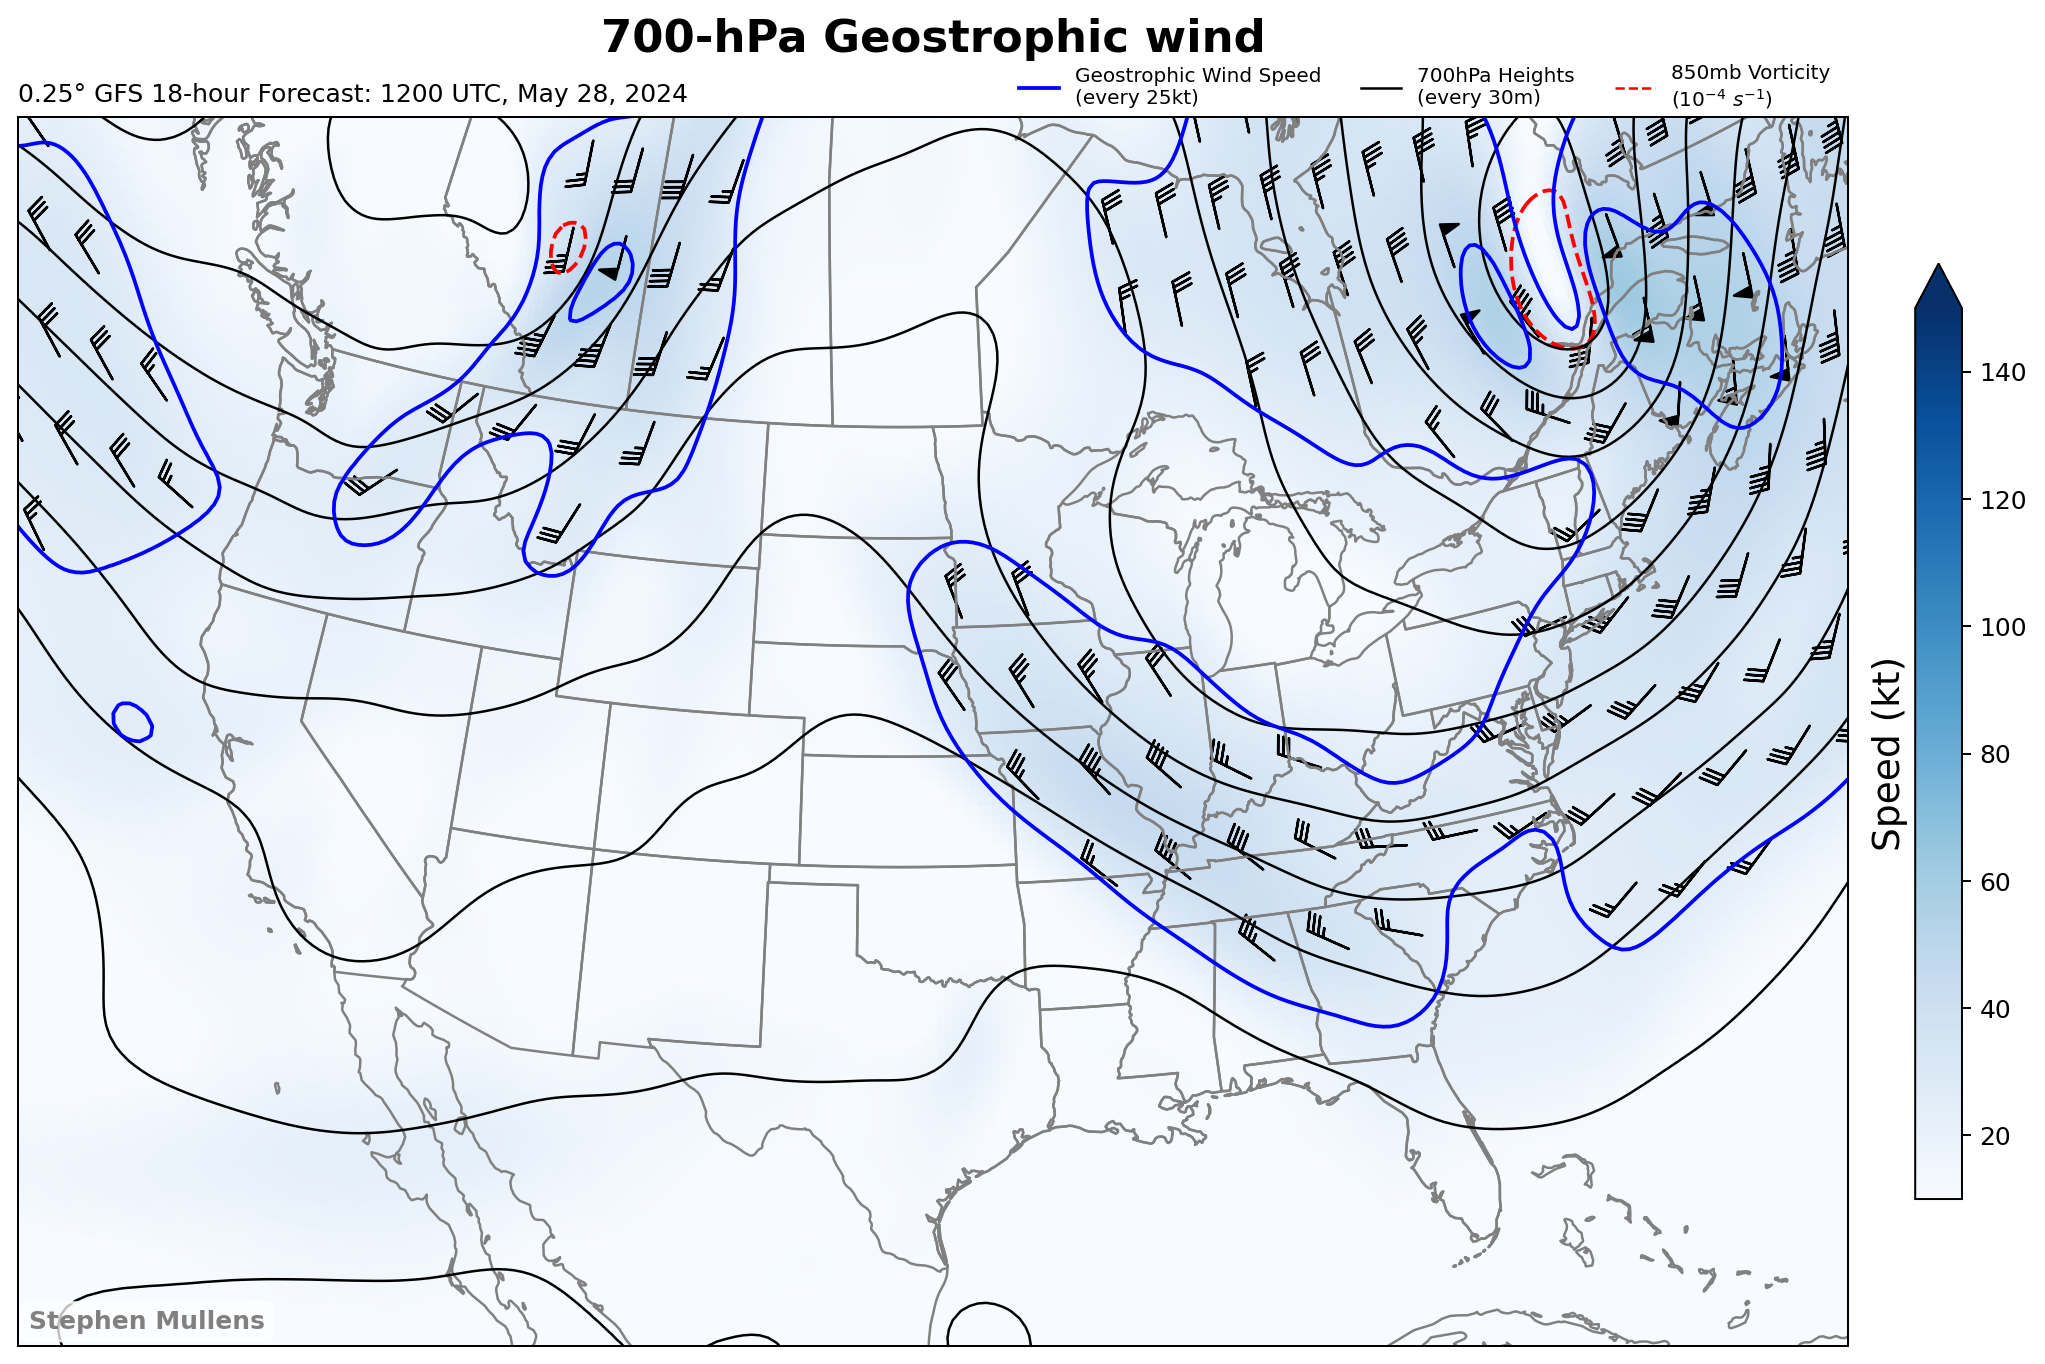 700-hPa Geostrophic wind
0.25° GFS 18-hour Forecast: 1200 UTC, May 28, 2024
Geostrophic Wind Speed
(every 25kt)
700hPa Heights
(every 30m)
850mb Vorticity
(10⁻⁴ s⁻¹)
140
120
100
80
60
40
20
Speed (kt)
Stephen Mullens